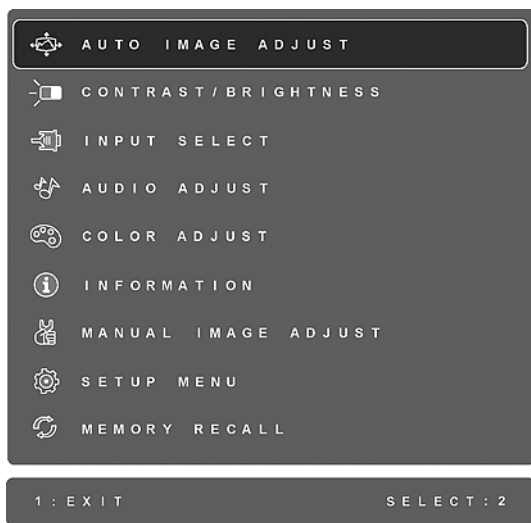 AUTO IMAGE ADJUST
CONTRAST/BRIGHTNESS
INPUT SELECT
AUDIO ADJUST
COLOR ADJUST
INFORMATION
MANUAL IMAGE ADJUST
SETUP MENU
MEMORY RECALL
1:EXIT SELECT:2